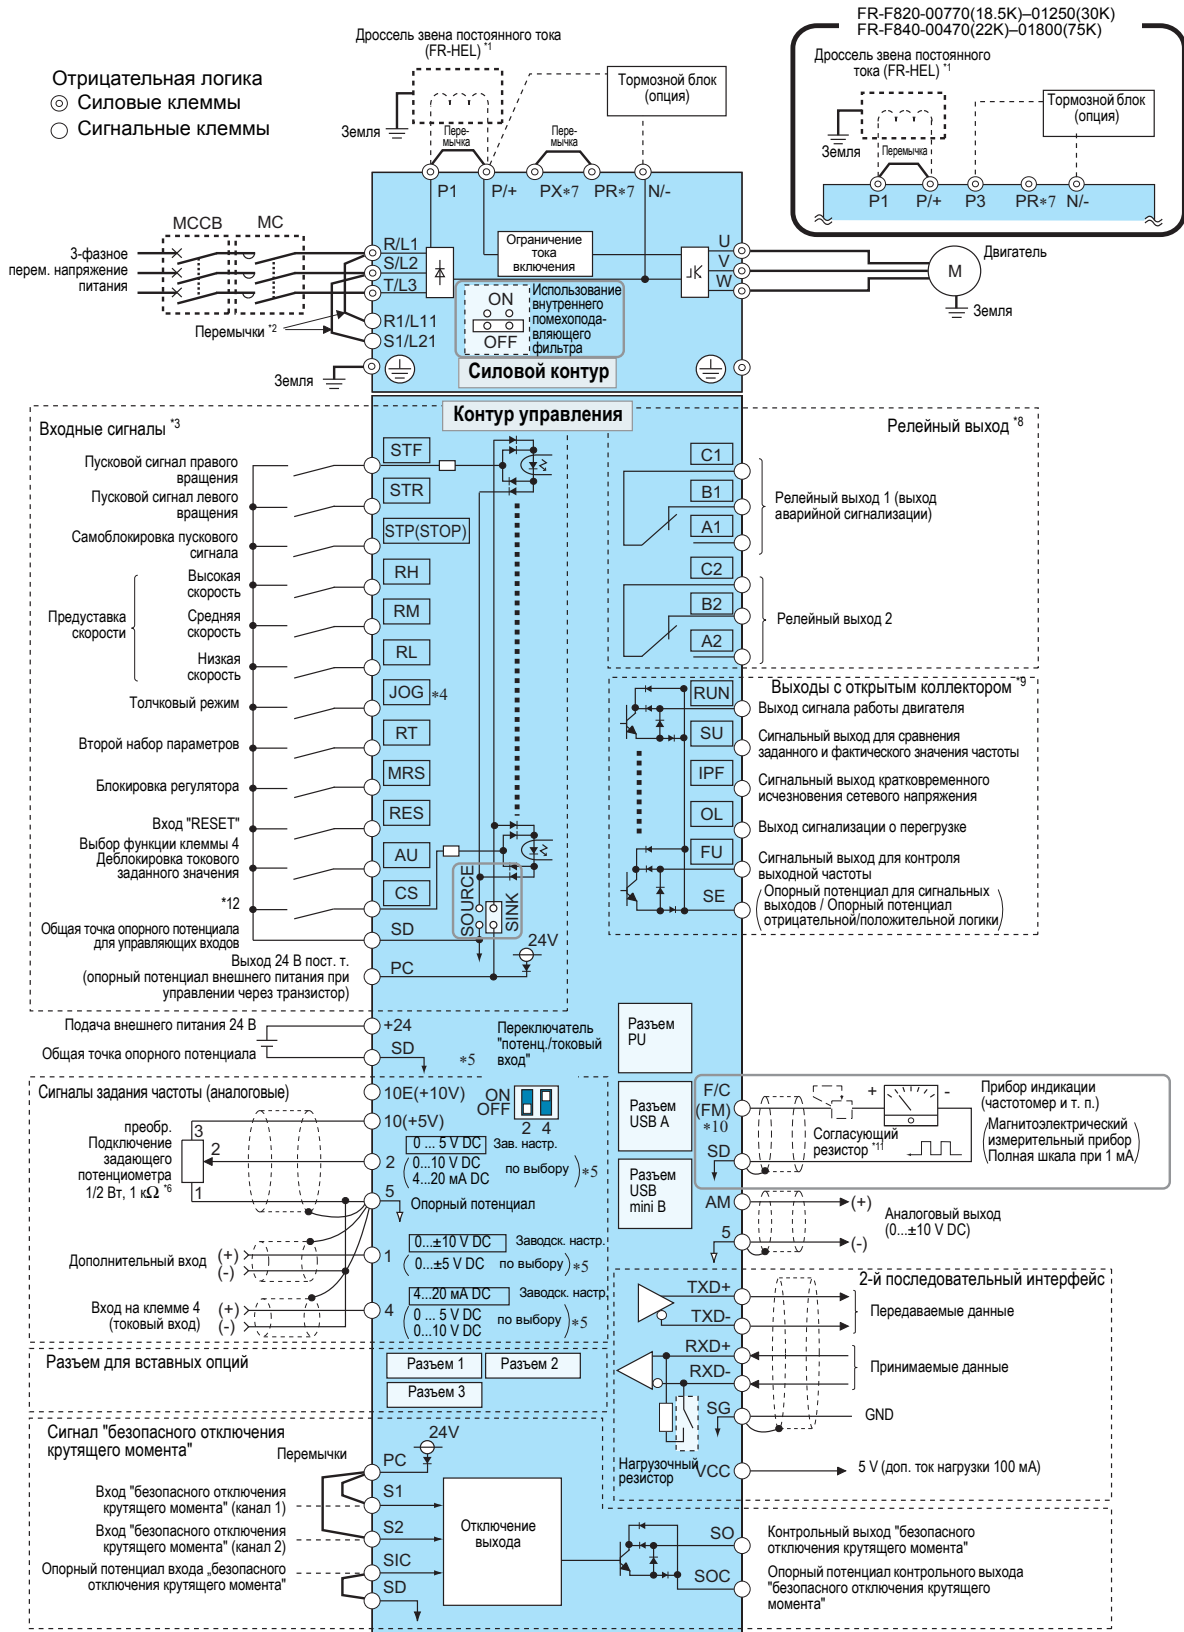 FR-F820-00770(18.5K)–01250(30K)
FR-F840-00470(22K)–01800(75K)
Дроссель звена постоянного
тока (FR-HEL) *1
Тормозной блок
(опция)
Земля
Перемычка
P1
P/+
P3
PR*7
N/-
Отрицательная логика
Силовые клеммы
Сигнальные клеммы
Дроссель звена постоянного тока
(FR-HEL) *1
Тормозной блок
(опция)
Земля
Пере-
мычка
Пере-
мычка
P1
P/+
PX*7
PR*7
N/-
MCCB
MC
3-фазное
перем. напряжение
питания
R/L1
S/L2
T/L3
R1/L11
S1/L21
Перемычки *2
Земля
Ограничение
тока
включения
ON
OFF
Использование
внутреннего
помехопода-
вляющего
фильтра
Силовой контур
U
V
W
M
Двигатель
Земля
Контур управления
Входные сигналы *3
Пусковой сигнал правого
вращения
STF
Пусковой сигнал левого
вращения
STR
Самоблокировка пускового
сигнала
STP(STOP)
Предуставка
скорости
Высокая
скорость
RH
Средняя
скорость
RM
Низкая
скорость
RL
Толчковый режим
JOG *4
Второй набор параметров
RT
Блокировка регулятора
MRS
Вход "RESET"
RES
Выбор функции клеммы 4
Деблокировка токового
заданного значения
AU
*12
CS
Общая точка опорного потенциала
для управляющих входов
SD
Выход 24 В пост. т.
(опорный потенциал внешнего питания при
управлении через транзистор)
PC
SOURCE
SINK
24V
Релейный выход *8
C1
B1
A1
Релейный выход 1 (выход
аварийной сигнализации)
C2
B2
A2
Релейный выход 2
Выходы с открытым коллектором *9
RUN
Выход сигнала работы двигателя
SU
Сигнальный выход для сравнения
заданного и фактического значения частоты
IPF
Сигнальный выход кратковременного
исчезновения сетевого напряжения
OL
Выход сигнализации о перегрузке
FU
Сигнальный выход для контроля
выходной частоты
SE
(Опорный потенциал для сигнальных
выходов / Опорный потенциал
отрицательной/положительной логики)
Подача внешнего питания 24 В
+24
Общая точка опорного потенциала
SD
*5
Переключатель
"потенц./токовый
вход"
ON
OFF
2 4
Разъем
PU
Разъем
USB A
Разъем
USB
mini B
Сигналы задания частоты (аналоговые)
преобр.
Подключение
задающего
потенциометра
1/2 Вт, 1 кΩ *6
3
2
1
10E(+10V)
10(+5V)
2
0 ... 5 V DC
Зав. настр.
(0...10 V DC
4...20 мА DC
по выбору)*5
5
Опорный потенциал
Дополнительный вход
(+)
(-)
1
0...±10 V DC
Заводск. настр.
(0...±5 V DC
по выбору)*5
Вход на клемме 4
(токовый вход)
(+)
(-)
4
4...20 мА DC
Заводск. настр.
(0 ... 5 V DC
0...10 V DC
по выбору)*5
F/C
(FM)
*10
SD
Согласующий
резистор *11
+
-
Прибор индикации
(частотомер и т. п.)
(Магнитоэлектрический
измерительный прибор
Полная шкала при 1 мА)
AM
5
(+)
(-)
Аналоговый выход
(0...±10 V DC)
2-й последовательный интерфейс
TXD+
TXD-
Передаваемые данные
RXD+
RXD-
Принимаемые данные
SG
GND
Нагрузочный
резистор
VCC
5 V (доп. ток нагрузки 100 мА)
Разъем для вставных опций
Разъем 1
Разъем 2
Разъем 3
Сигнал "безопасного отключения
крутящего момента"
Перемычки
24V
PC
Вход "безопасного отключения
крутящего момента" (канал 1)
S1
Вход "безопасного отключения
крутящего момента" (канал 2)
S2
Опорный потенциал входа „безопасного
отключения крутящего момента"
SIC
SD
Отключение
выхода
SO
Контрольный выход "безопасного
отключения крутящего момента"
SOC
Опорный потенциал контрольного выхода
"безопасного отключения крутящего
момента"